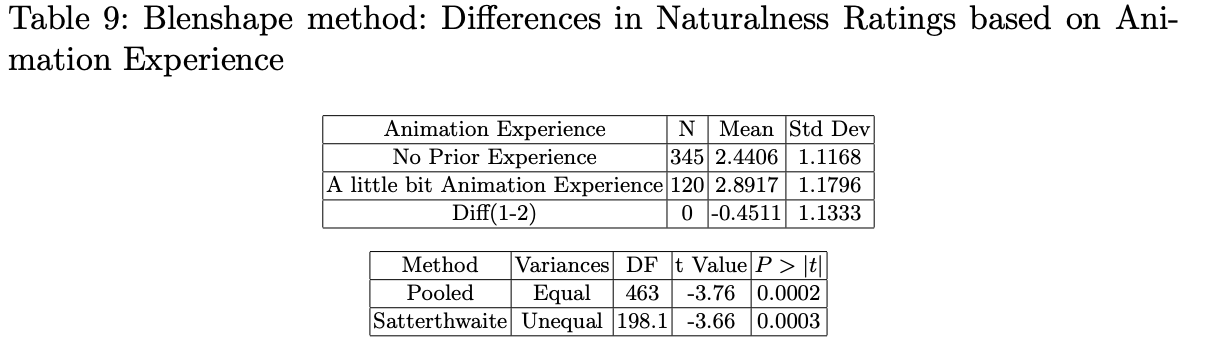 Table 9: Blenshape method: Differences in Naturalness Ratings based on Ani-
mation Experience
Animation Experience N Mean Std Dev
No Prior Experience 345 2.4406 1.1168
A little bit Animation Experience 120 2.8917 1.1796
Diff(1-2) 0 -0.4511 1.1333
Method Variances DF t Value P > |t|
Pooled Equal 463 -3.76 0.0002
Satterthwaite Unequal 198.1 -3.66 0.0003